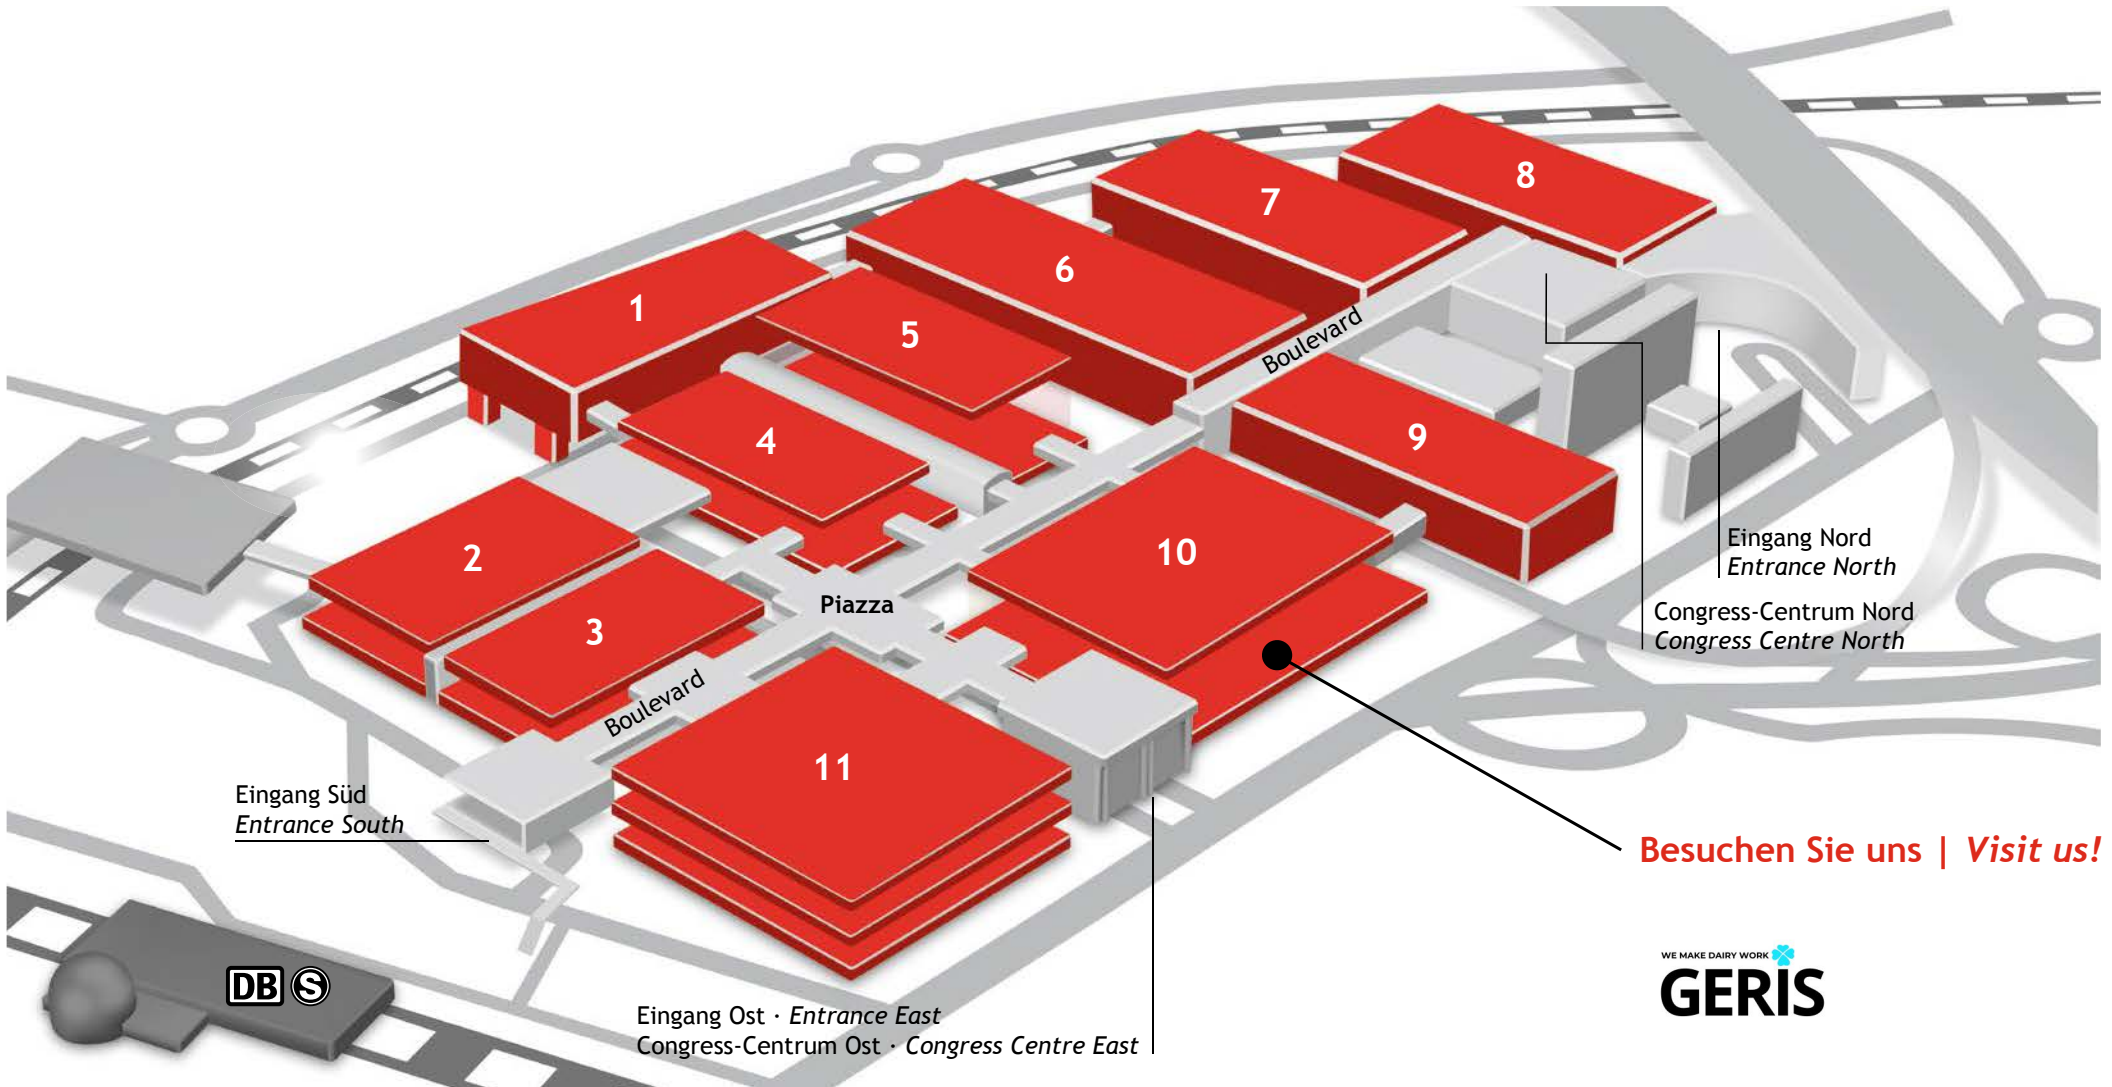 8
7
6
1
5
Boulevard
4
9
2
10
Eingang Nord
Entrance North
3
Piazza
Congress-Centrum Nord
Congress Centre North
Boulevard
11
Eingang Süd
Entrance South
Besuchen Sie uns | Visit us!
WE MAKE DAIRY WORK
GERIS
DB S
Eingang Ost · Entrance East
Congress-Centrum Ost · Congress Centre East